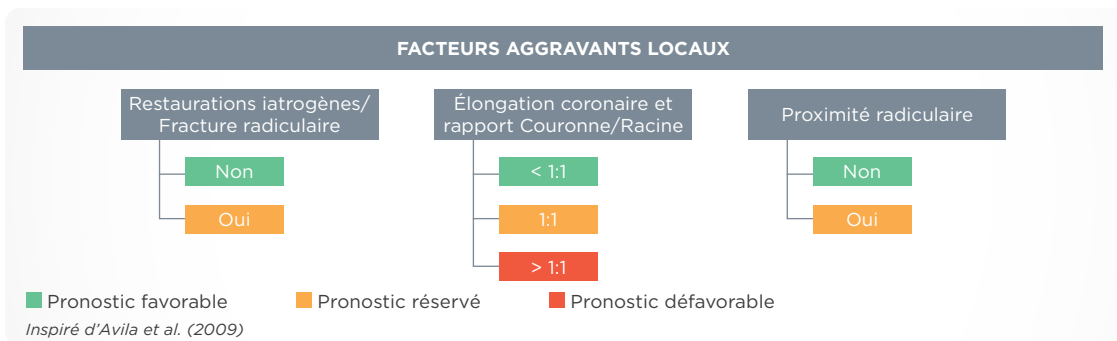 FACTEURS AGGRAVANTS LOCAUX
Restaurations iatrogènes/
Fracture radiculaire
Non
Oui
Élongation coronaire et
rapport Couronne/Racine
< 1:1
1:1
> 1:1
Proximité radiculaire
Non
Oui
Pronostic favorable
Pronostic réservé
Pronostic défavorable
Inspiré d’Avila et al. (2009)